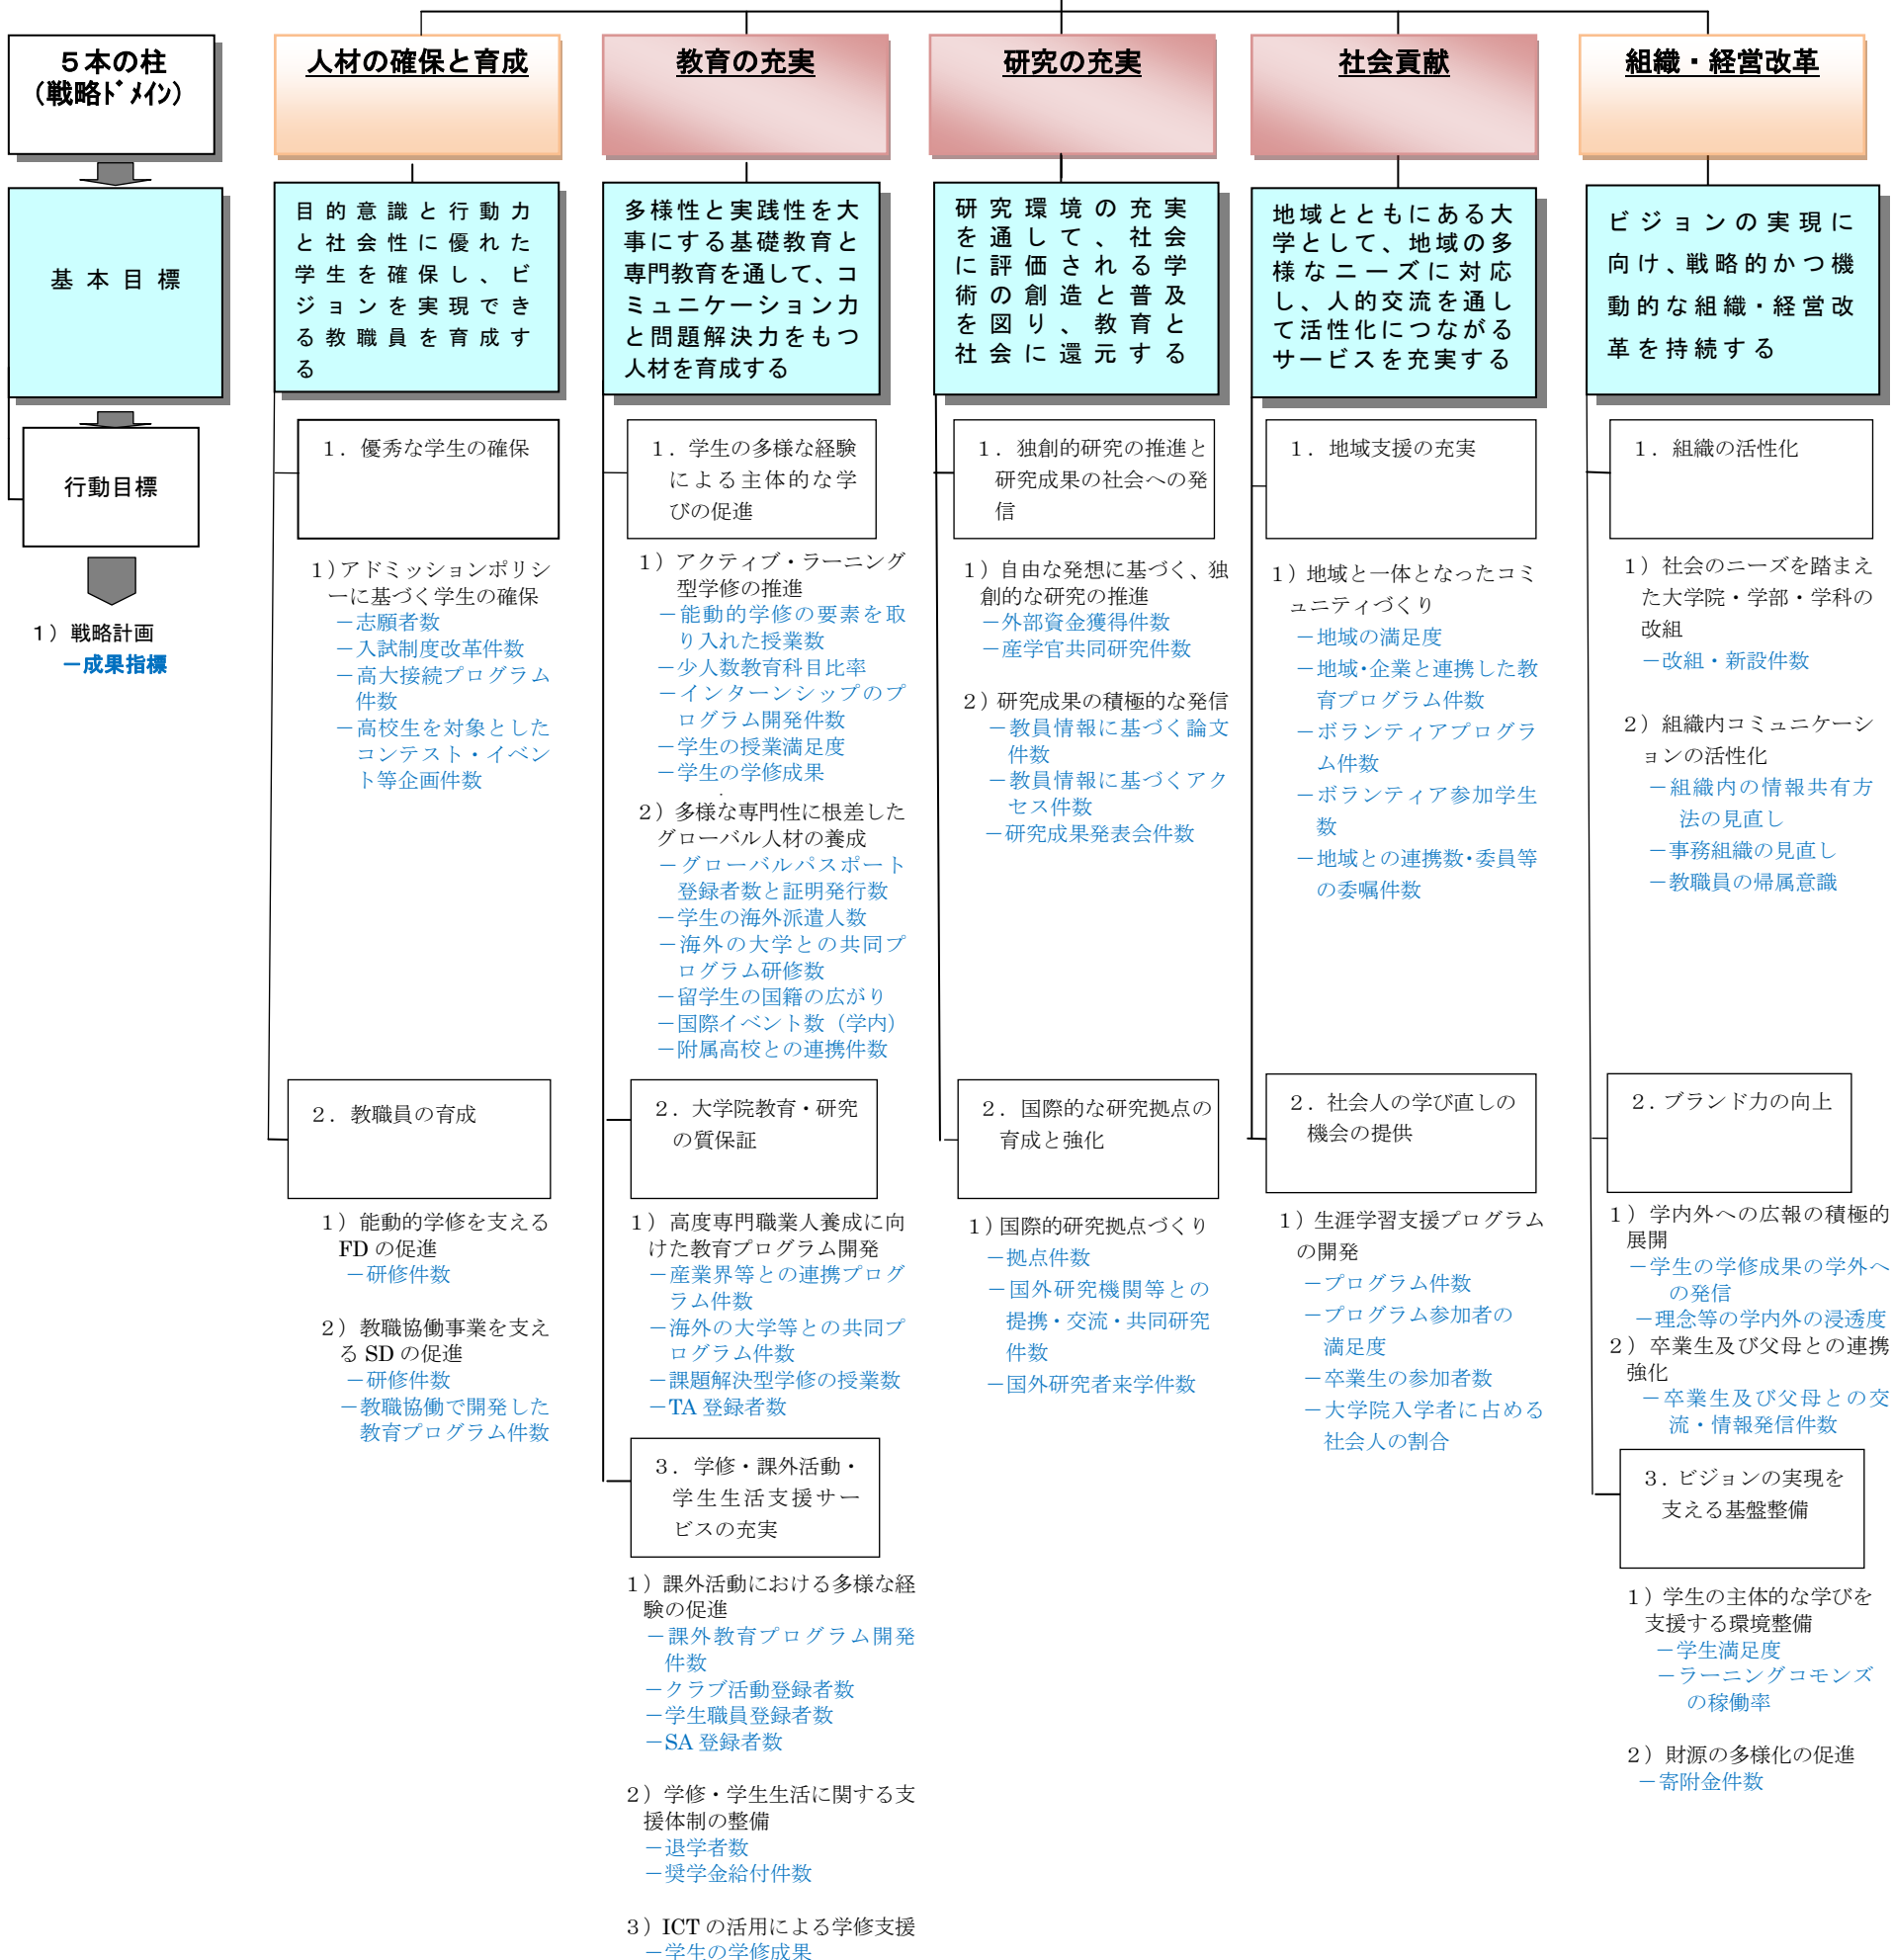 ５本の柱
（戦略ﾄﾞﾒｲﾝ）
基本目標
行動目標
1）戦略計画
－成果指標
人材の確保と育成
目的意識と行動力
と社会性に優れた
学生を確保し、ビ
ジョンを実現でき
る教職員を育成す
る
1．優秀な学生の確保
1）アドミッションポリシ
ーに基づく学生の確保
－志願者数
－入試制度改革件数
－高大接続プログラム
件数
－高校生を対象とした
コンテスト・イベン
ト等企画件数
2．教職員の育成
1）能動的学修を支える
FDの促進
－研修件数
2）教職協働事業を支え
るSDの促進
－研修件数
－教職協働で開発した
教育プログラム件数
教育の充実
多様性と実践性を大
事にする基礎教育と
専門教育を通して、コ
ミュニケーション力
と問題解決力をもつ
人材を育成する
1．学生の多様な経験
による主体的な学
びの促進
1）アクティブ・ラーニング
型学修の推進
－能動的学修の要素を取
り入れた授業数
－少人数教育科目比率
－インターンシップのプ
ログラム開発件数
－学生の授業満足度
－学生の学修成果
2）多様な専門性に根差した
グローバル人材の養成
－グローバルパスポート
登録者数と証明発行数
－学生の海外派遣人数
－海外の大学との共同プ
ログラム研修数
－留学生の国籍の広がり
－国際イベント数（学内）
－附属高校との連携件数
2．大学院教育・研究
の質保証
1）高度専門職業人養成に向
けた教育プログラム開発
－産業界等との連携プログ
ラム件数
－海外の大学等との共同プ
ログラム件数
－課題解決型学修の授業数
－TA 登録者数
3．学修・課外活動・
学生生活支援サー
ビスの充実
1）課外活動における多様な経
験の促進
－課外教育プログラム開発
件数
－クラブ活動登録者数
－学生職員登録者数
－SA 登録者数
2）学修・学生生活に関する支
援体制の整備
－退学者数
－奨学金給付件数
3）ICT の活用による学修支援
－学生の学修成果
研究の充実
研究環境の充実
を通して、社会
に評価される学
術の創造と普及
を図り、教育と
社会に還元する
1．独創的研究の推進と
研究成果の社会への発
信
1）自由な発想に基づく、独
創的な研究の推進
－外部資金獲得件数
－産学官共同研究件数
2）研究成果の積極的な発信
－教員情報に基づく論文
件数
－教員情報に基づくアク
セス件数
－研究成果発表会件数
2．国際的な研究拠点の
育成と強化
1）国際的研究拠点づくり
－拠点件数
－国外研究機関等との
提携・交流・共同研究
件数
－国外研究者来学件数
社会貢献
地域とともにある大
学として、地域の多
様なニーズに対応
し、人的交流を通し
て活性化につながる
サービスを充実する
1．地域支援の充実
1）地域と一体となったコミ
ュニティづくり
－地域の満足度
－地域・企業と連携した教
育プログラム件数
－ボランティアプログラ
ム件数
－ボランティア参加学生
数
－地域との連携数・委員等
の委嘱件数
2．社会人の学び直しの
機会の提供
1）生涯学習支援プログラム
の開発
－プログラム件数
－プログラム参加者の
満足度
－卒業生の参加者数
－大学院入学者に占める
社会人の割合
組織・経営改革
ビジョンの実現に
向け、戦略的かつ機
動的な組織・経営改
革を持続する
1．組織の活性化
1）社会のニーズを踏まえ
た大学院・学部・学科の
改組
－改組・新設件数
2）組織内コミュニケーシ
ョンの活性化
－組織内の情報共有方
法の見直し
－事務組織の見直し
－教職員の帰属意識
2．ブランド力の向上
1）学内外への広報の積極的
展開
－学生の学修成果の学外へ
の発信
－理念等の学内外の浸透度
2）卒業生及び父母との連携
強化
－卒業生及び父母との交
流・情報発信件数
3．ビジョンの実現を
支える基盤整備
1）学生の主体的な学びを
支援する環境整備
－学生満足度
－ラーニングコモンズ
の稼働率
2）財源の多様化の促進
－寄附金件数